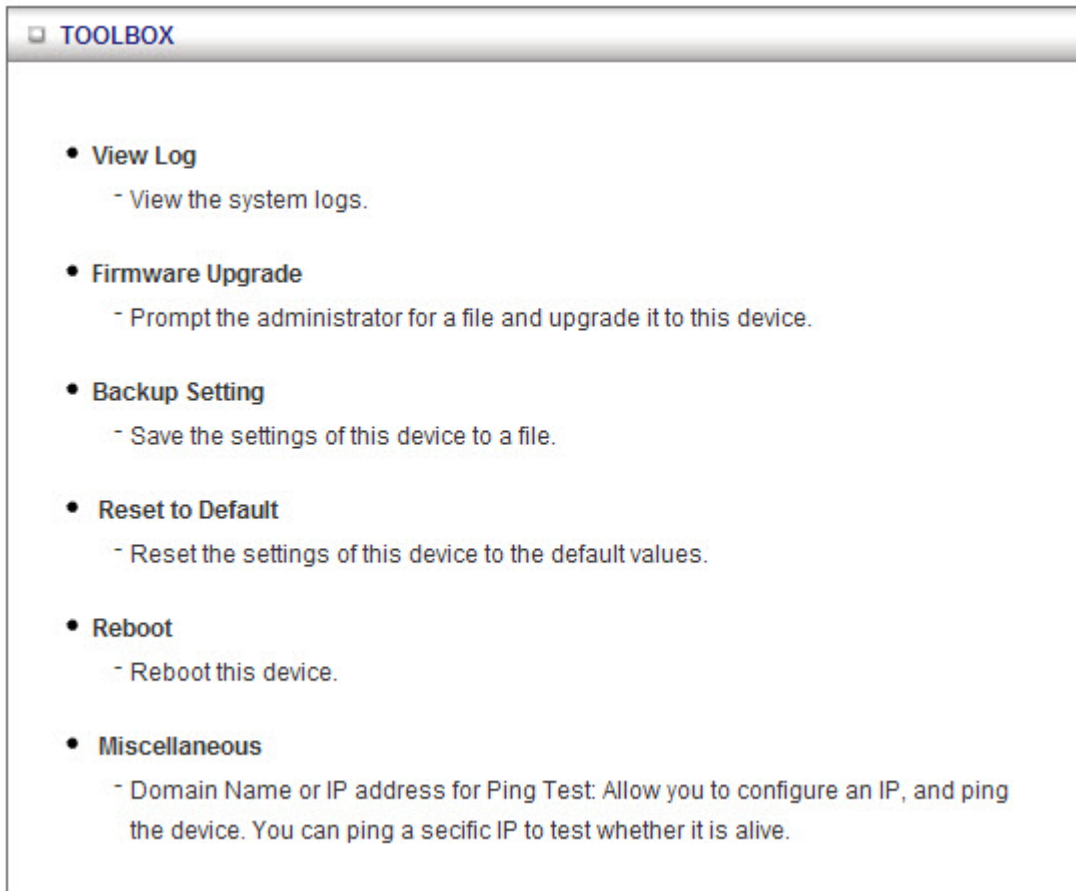 TOOLBOX
• View Log
- View the system logs.
• Firmware Upgrade
- Prompt the administrator for a file and upgrade it to this device.
• Backup Setting
- Save the settings of this device to a file.
• Reset to Default
- Reset the settings of this device to the default values.
• Reboot
- Reboot this device.
• Miscellaneous
- Domain Name or IP address for Ping Test: Allow you to configure an IP, and ping
the device. You can ping a secific IP to test whether it is alive.